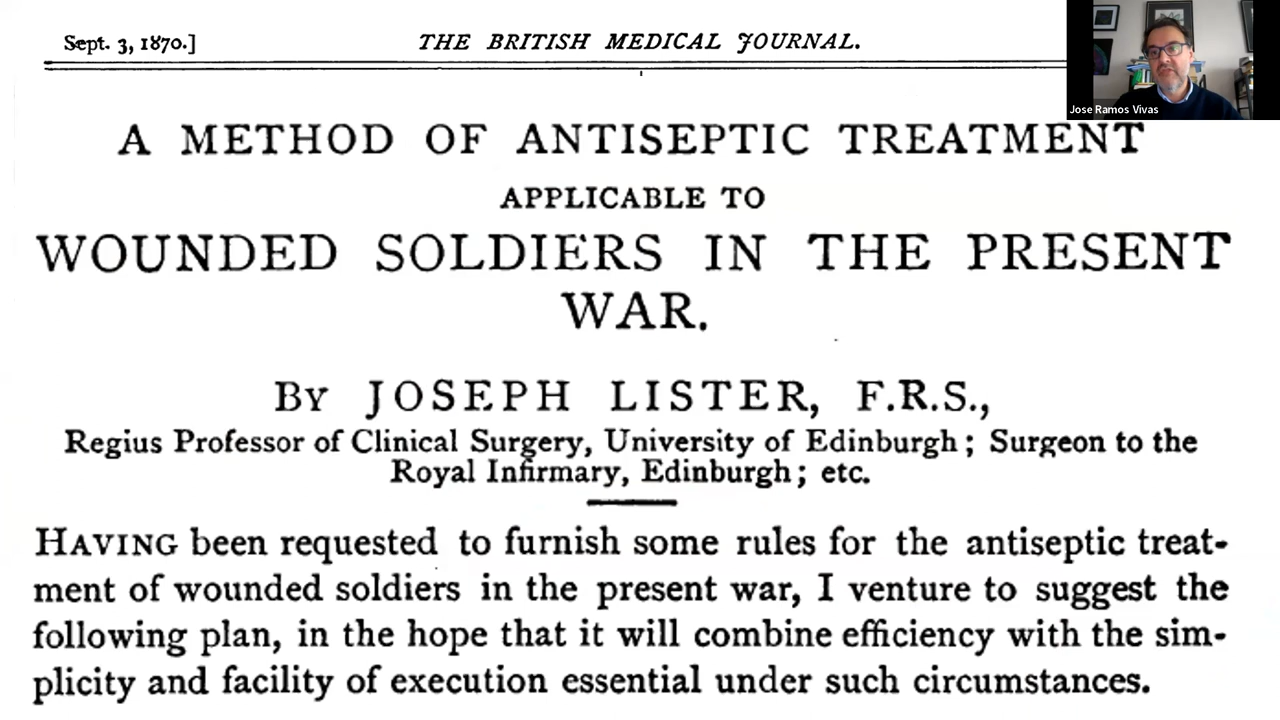 Sept. 3, 1870.]
THE BRITISH MEDICAL JOURNAL.
Jose Ramos Vivas
A METHOD OF ANTISEPTIC TREATMENT
APPLICABLE TO
WOUNDED SOLDIERS IN THE PRESENT
WAR.
By JOSEPH LISTER, F.R.S.,
Regius Professor of Clinical Surgery, University of Edinburgh; Surgeon to the
Royal Infirmary, Edinburgh; etc.
HAVING been requested to furnish some rules for the antiseptic treat-
ment of wounded soldiers in the present war, I venture to suggest the
following plan, in the hope that it will combine efficiency with the sim-
plicity and facility of execution essential under such circumstances.